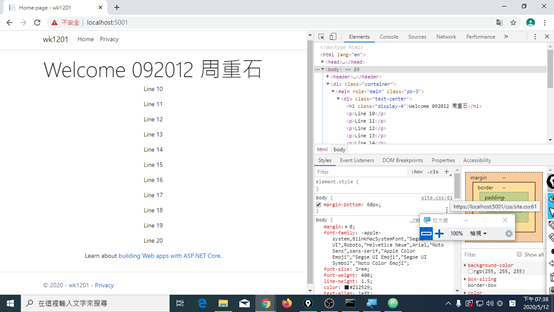 Home page - wk1201
不安全 | localhost:5001
wk1201 Home Privacy
Welcome 092012 周重石
Line 10
Line 11
Line 12
Line 13
Line 14
Line 15
Line 16
Line 17
Line 18
Line 19
Line 20
Learn about building Web apps with ASP.NET Core.
© 2020 - wk1201 - Privacy
Elements Console Sources Network Performance
<!doctype html>
<html lang="en">
<head>…</head>
<body> == $0
<header>…</header>
<div class="container">
<main role="main" class="pb-3">
<div class="text-center">
<h1 class="display-4">Welcome 092012 周重石</h1>
<p>Line 10</p>
<p>Line 11</p>
<p>Line 12</p>
<p>Line 13</p>
<p>Line 14</p>
html body
Styles Event Listeners DOM Breakpoints Properties Accessibility
Filter :hov .cls +
element.style {
}
body { site.css:61
margin-bottom: 60px;
}
https://localhost:5001/css/site.css:61
body {
margin: 0;
font-family: -apple-
system,BlinkMacSystemFont,"Segoe
UI",Roboto,"Helvetica Neue",Arial,"Noto
Sans",sans-serif,"Apple Color
Emoji","Segoe UI Emoji","Segoe UI
Symbol","Noto Color Emoji";
font-size: 1rem;
font-weight: 400;
line-height: 1.5;
color: #212529;
text-align: left;
margin
border
padding
放大鏡
100% 檢視
Filter Show all
background-color
rgb(255, 255, 255)
box-sizing
border-box
在這裡輸入文字來搜尋
下午 07:38
2020/5/12